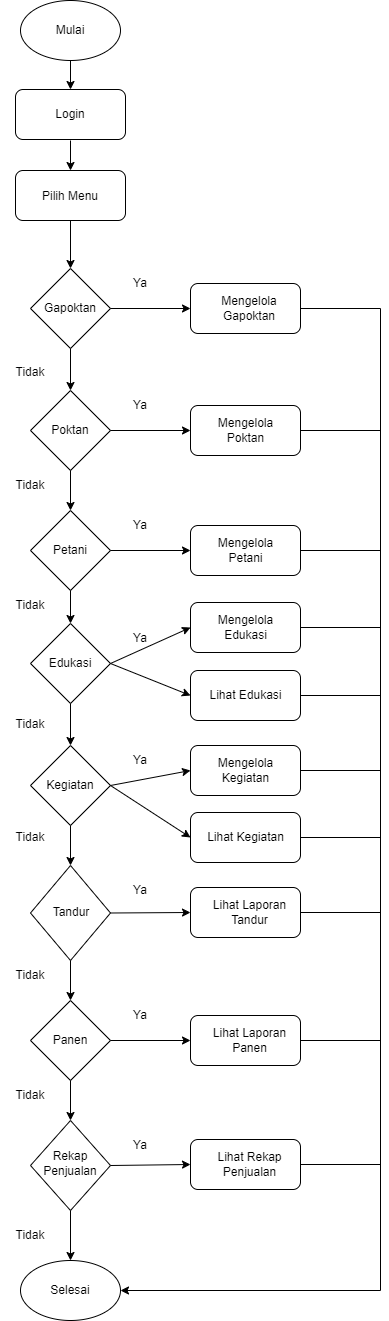 Mulai
Login
Pilih Menu
Gapoktan
Ya
Mengelola
Gapoktan
Tidak
Poktan
Ya
Mengelola
Poktan
Tidak
Petani
Ya
Mengelola
Petani
Tidak
Edukasi
Ya
Mengelola
Edukasi
Lihat Edukasi
Tidak
Kegiatan
Ya
Mengelola
Kegiatan
Lihat Kegiatan
Tidak
Tandur
Ya
Lihat Laporan
Tandur
Tidak
Panen
Ya
Lihat Laporan
Panen
Tidak
Rekap
Penjualan
Ya
Lihat Rekap
Penjualan
Tidak
Selesai